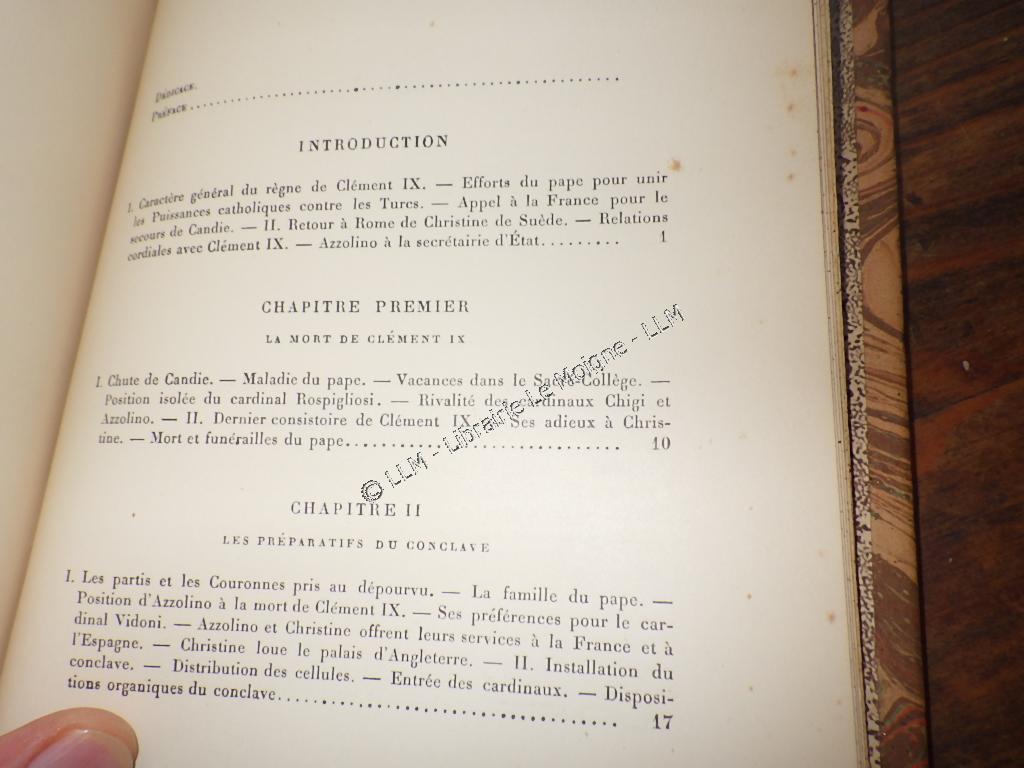 DÉDICACE.
PRÉFACE ........................................
INTRODUCTION
I. Caractère général du règne de Clément IX. — Efforts du pape pour unir
les Puissances catholiques contre les Turcs. — Appel à la France pour le
secours de Candie. — II. Retour à Rome de Christine de Suède. — Relations
cordiales avec Clément IX. — Azzolino à la secrétairie d'État......... 1
CHAPITRE PREMIER
LA MORT DE CLÉMENT IX
I. Chute de Candie. — Maladie du pape. — Vacances dans le Sacré-Collège. —
Position isolée du cardinal Rospigliosi. — Rivalité des cardinaux Chigi et
Azzolino. — II. Dernier consistoire de Clément IX. — Ses adieux à Chris-
tine. — Mort et funérailles du pape.............................. 10
CHAPITRE II
LES PRÉPARATIFS DU CONCLAVE
I. Les partis et les Couronnes pris au dépourvu. — La famille du pape. —
Position d'Azzolino à la mort de Clément IX. — Ses préférences pour le car-
dinal Vidoni. — Azzolino et Christine offrent leurs services à la France et à
l'Espagne. — Christine loue le palais d'Angleterre. — II. Installation du
conclave. — Distribution des cellules. — Entrée des cardinaux. — Disposi-
tions organiques du conclave.................................... 17
© LLM - Librairie Le Moigne - LLM